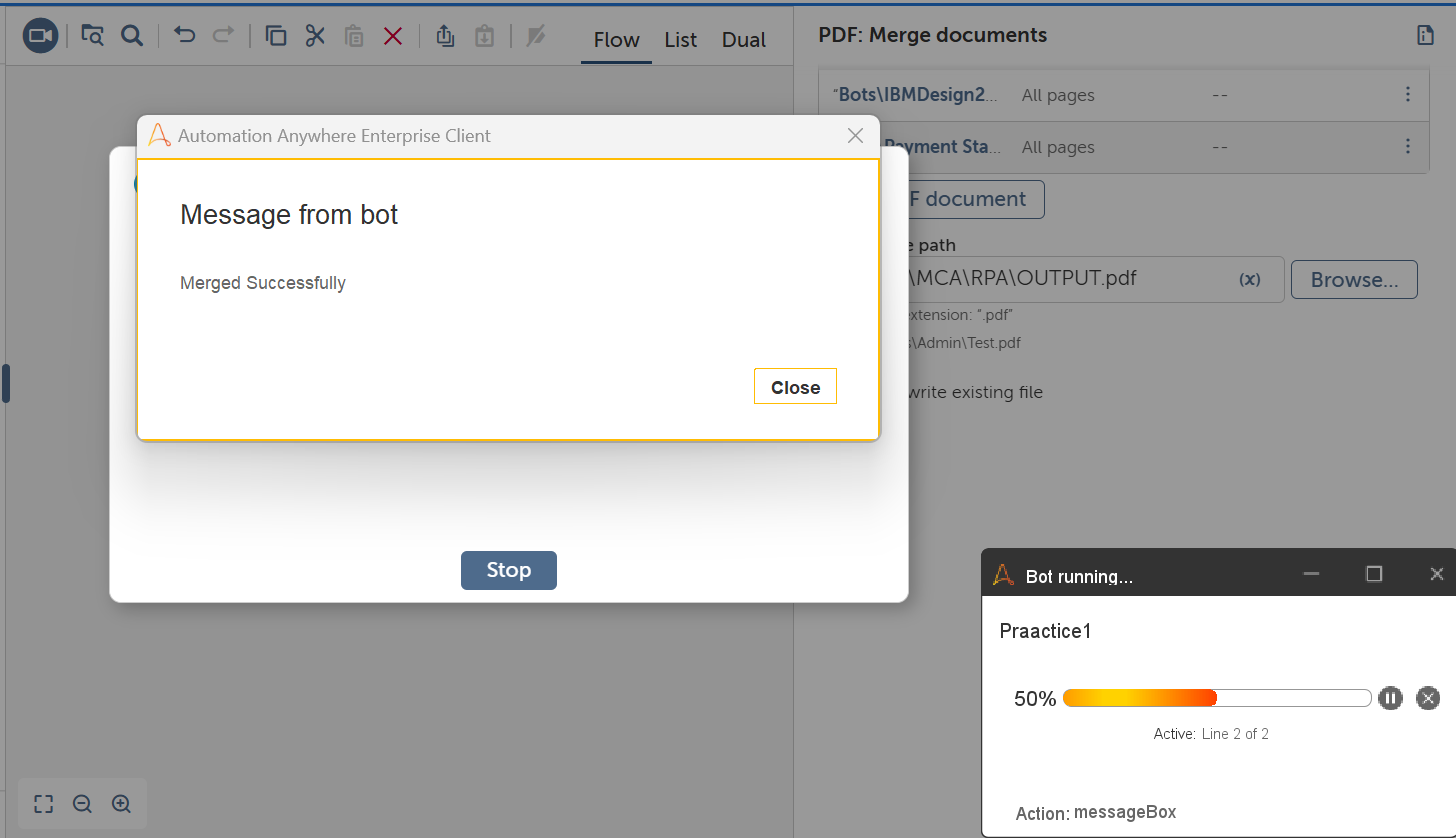 Flow List Dual
PDF: Merge documents
“Bots\IBMDesign2... All pages --
Payment Sta... All pages --
Automation Anywhere Enterprise Client
Message from bot
Merged Successfully
Close
F document
e path
\MCA\RPA\OUTPUT.pdf (x) Browse...
extension: “.pdf”
s\Admin\Test.pdf
write existing file
Stop
Bot running...
Praactice1
50%
Active: Line 2 of 2
Action: messageBox